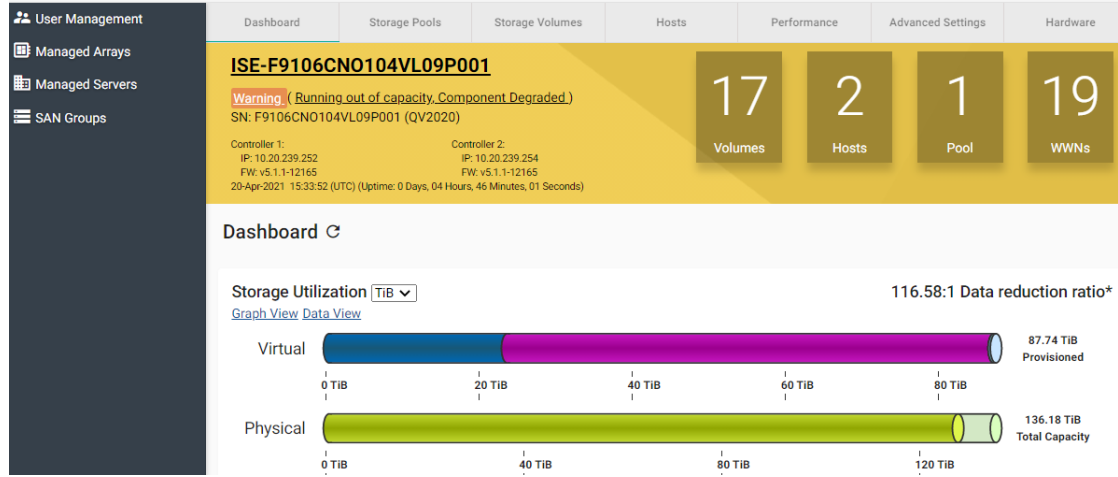 User Management
Managed Arrays
Managed Servers
SAN Groups
Dashboard Storage Pools Storage Volumes Hosts Performance Advanced Settings Hardware
ISE-F9106CNO104VL09P001
Warning ( Running out of capacity, Component Degraded )
SN: F9106CNO104VL09P001 (QV2020)
Controller 1: Controller 2:
IP: 10.20.239.252 IP: 10.20.239.254
FW: v5.1.1-12165 FW: v5.1.1-12165
20-Apr-2021 15:33:52 (UTC) (Uptime: 0 Days, 04 Hours, 46 Minutes, 01 Seconds)
17 2 1 19
Volumes Hosts Pool WWNs
Dashboard
Storage Utilization TiB 116.58:1 Data reduction ratio*
Graph View Data View
Virtual
87.74 TiB
Provisioned
0 TiB 20 TiB 40 TiB 60 TiB 80 TiB
Physical
136.18 TiB
Total Capacity
0 TiB 40 TiB 80 TiB 120 TiB